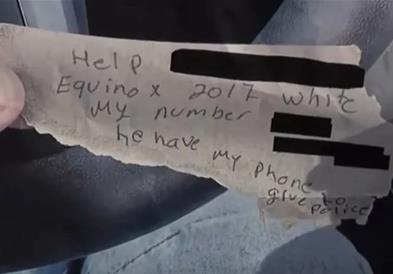 Help
Equinox 2017 white
My number
he have my phone
give to
police